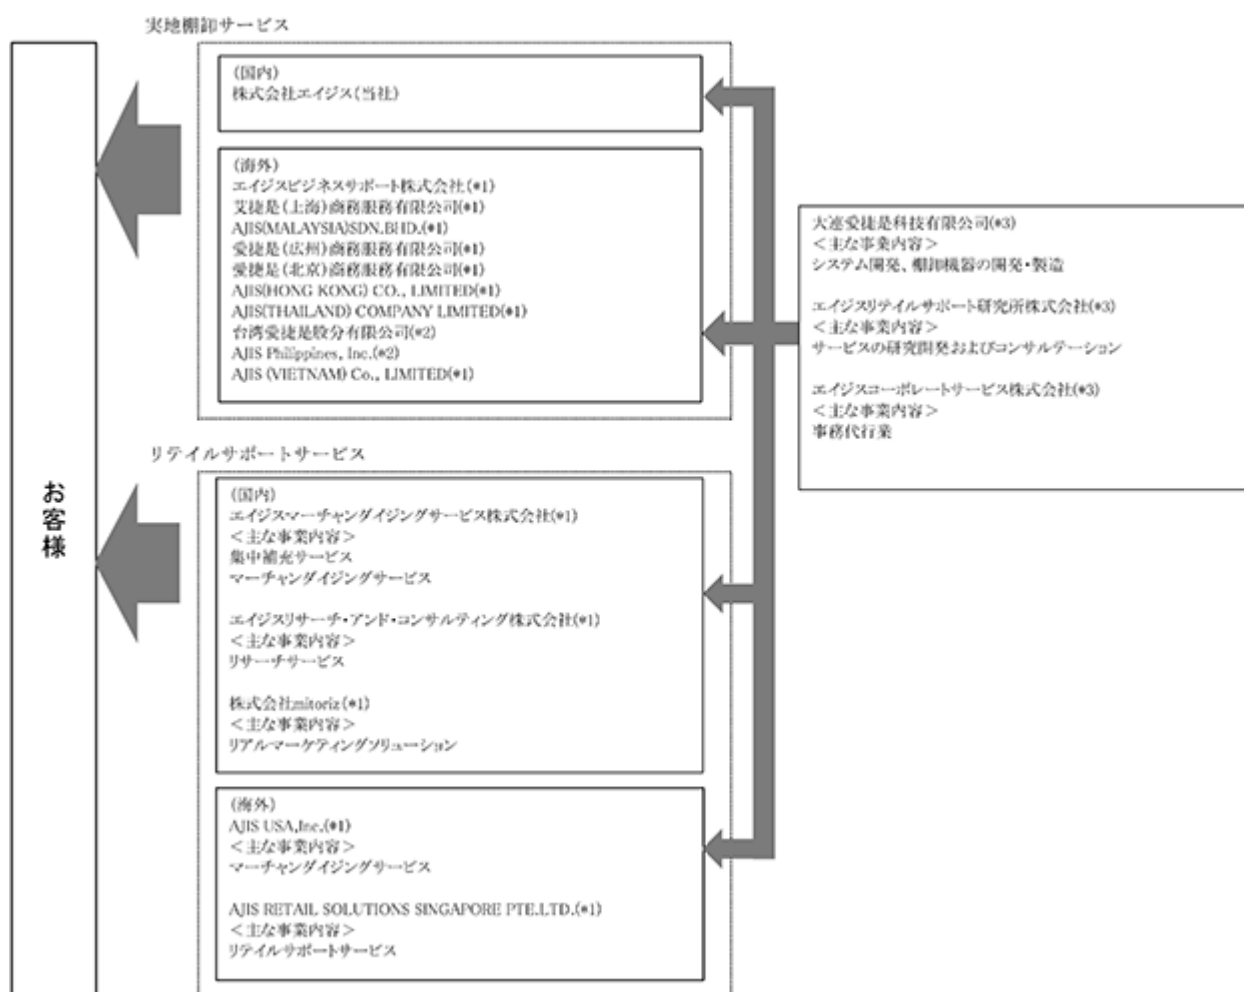 実地棚卸サービス
(国内)
株式会社エイジス(当社)
(海外)
エイジスビジネスサポート株式会社(*1)
艾捷是(上海)商務服務有限公司(*1)
AJIS(MALAYSIA)SDN.BHD.(*1)
愛捷是(広州)商務服務有限公司(*1)
愛捷是(北京)商務服務有限公司(*1)
AJIS(HONG KONG) CO., LIMITED(*1)
AJIS(THAILAND) COMPANY LIMITED(*1)
台湾愛捷是股分有限公司(*2)
AJIS Philippines, Inc.(*2)
AJIS (VIETNAM) Co., LIMITED(*1)
リテイルサポートサービス
(国内)
エイジスマーチャンダイジングサービス株式会社(*1)
<主な事業内容>
集中補充サービス
マーチャンダイジングサービス
エイジスリサーチ・アンド・コンサルティング株式会社(*1)
<主な事業内容>
リサーチサービス
株式会社mitoriz(*1)
<主な事業内容>
リアルマーケティングソリューション
(海外)
AJIS USA,Inc.(*1)
<主な事業内容>
マーチャンダイジングサービス
AJIS RETAIL SOLUTIONS SINGAPORE PTE.LTD.(*1)
<主な事業内容>
リテイルサポートサービス
お客様
大連愛捷是科技有限公司(*3)
<主な事業内容>
システム開発、棚卸機器の開発・製造
エイジスリテイルサポート研究所株式会社(*3)
<主な事業内容>
サービスの研究開発およびコンサルテーション
エイジスコーポレートサービス株式会社(*3)
<主な事業内容>
事務代行業